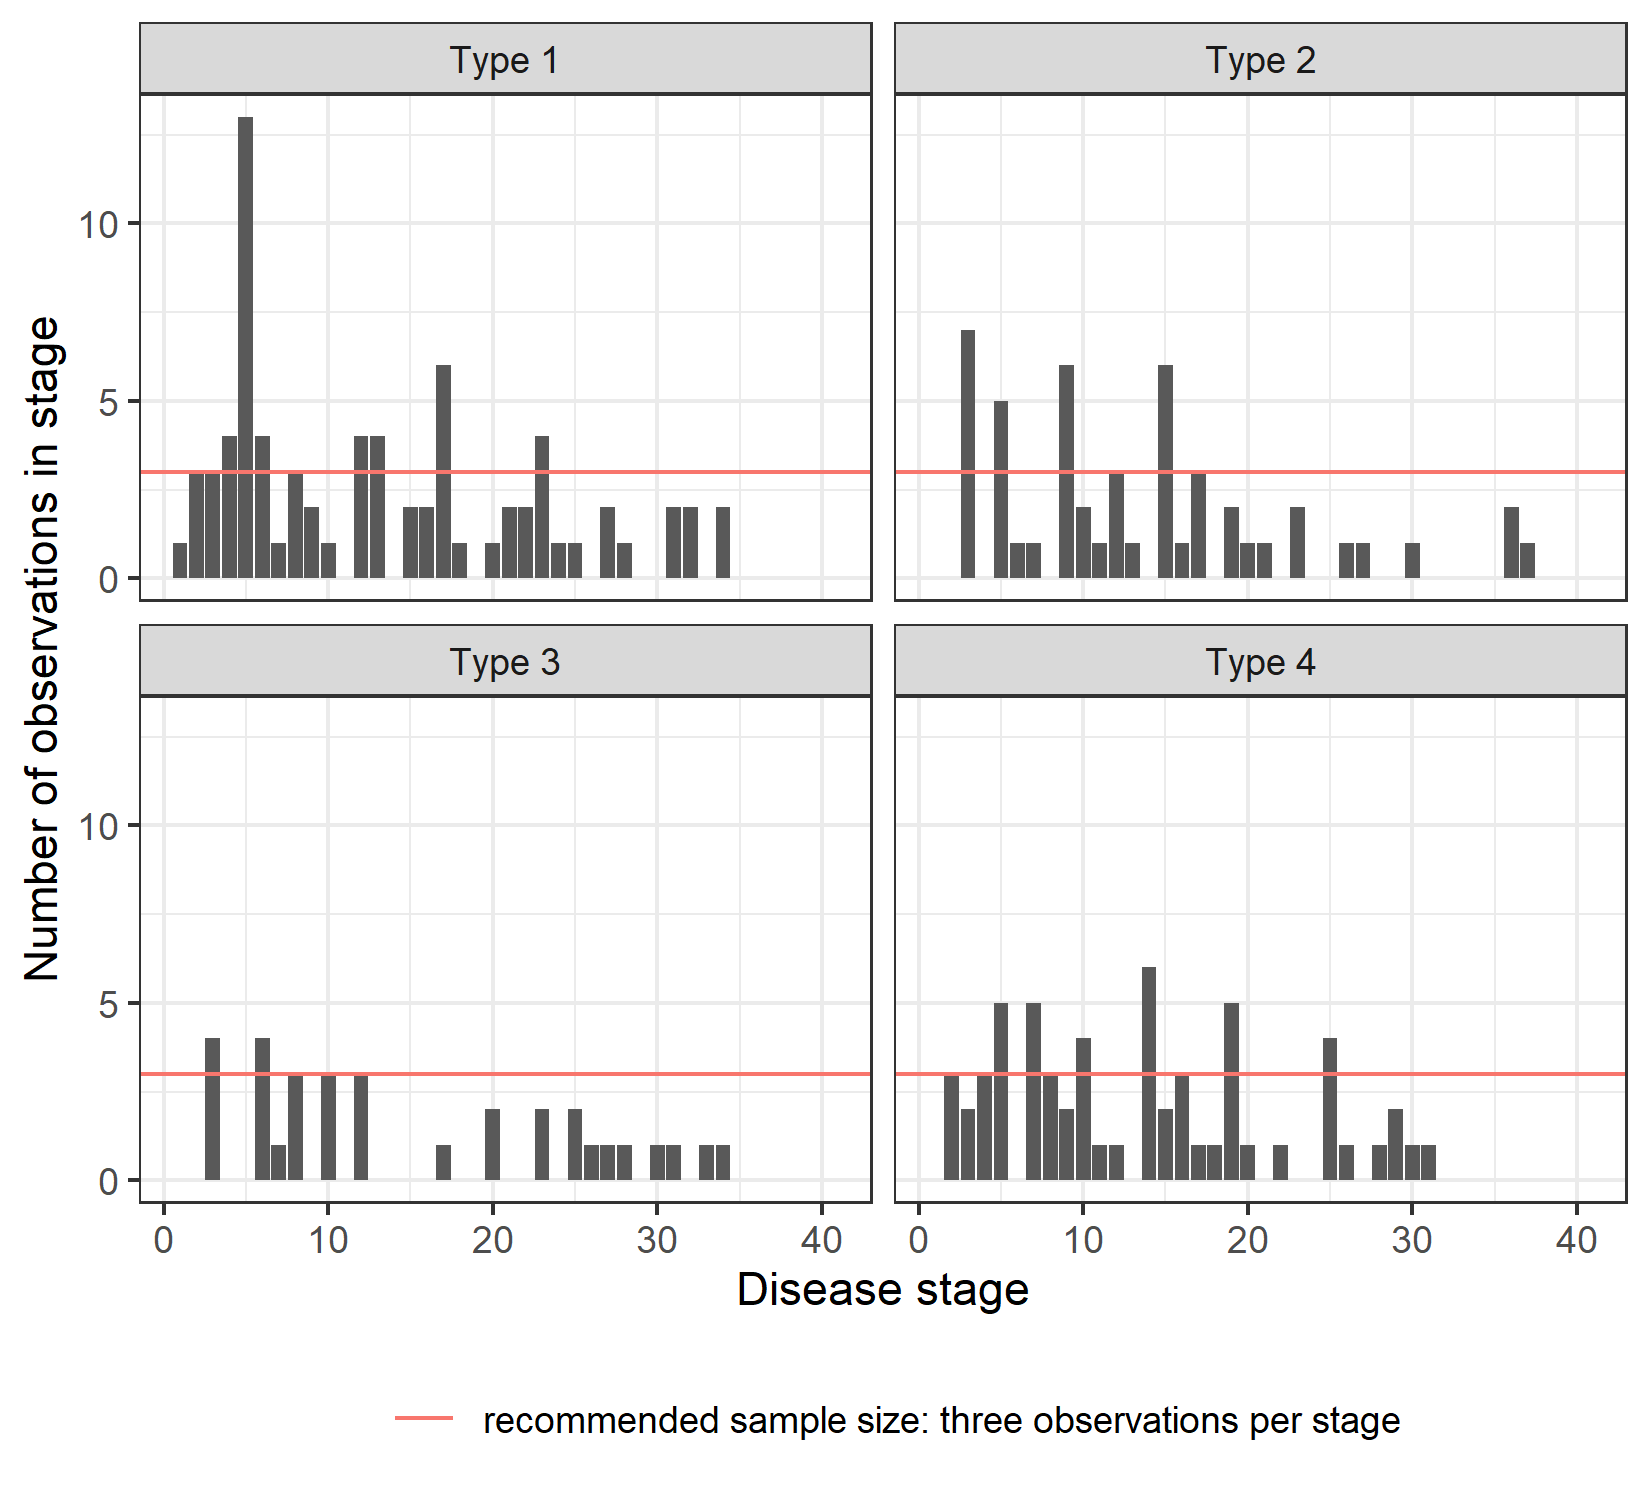 Type 1
Type 2
10
5
0
Number of observations in stage
Type 3
Type 4
10
5
0
0 10 20 30 40
0 10 20 30 40
Disease stage
recommended sample size: three observations per stage